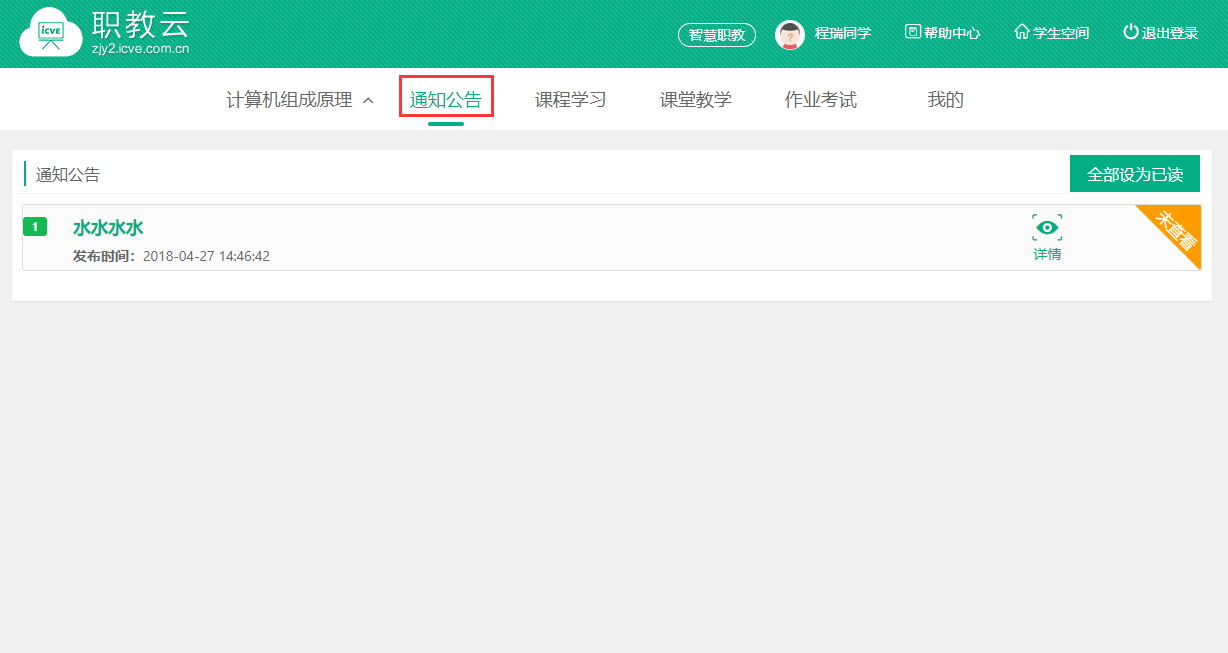 icve 职教云
zjy2.icve.com.cn
智慧职教 程瑞同学 帮助中心 学生空间 退出登录
计算机组成原理 通知公告 课程学习 课堂教学 作业考试 我的
通知公告 全部设为已读
1 水水水水 未查看
发布时间：2018-04-27 14:46:42 详情